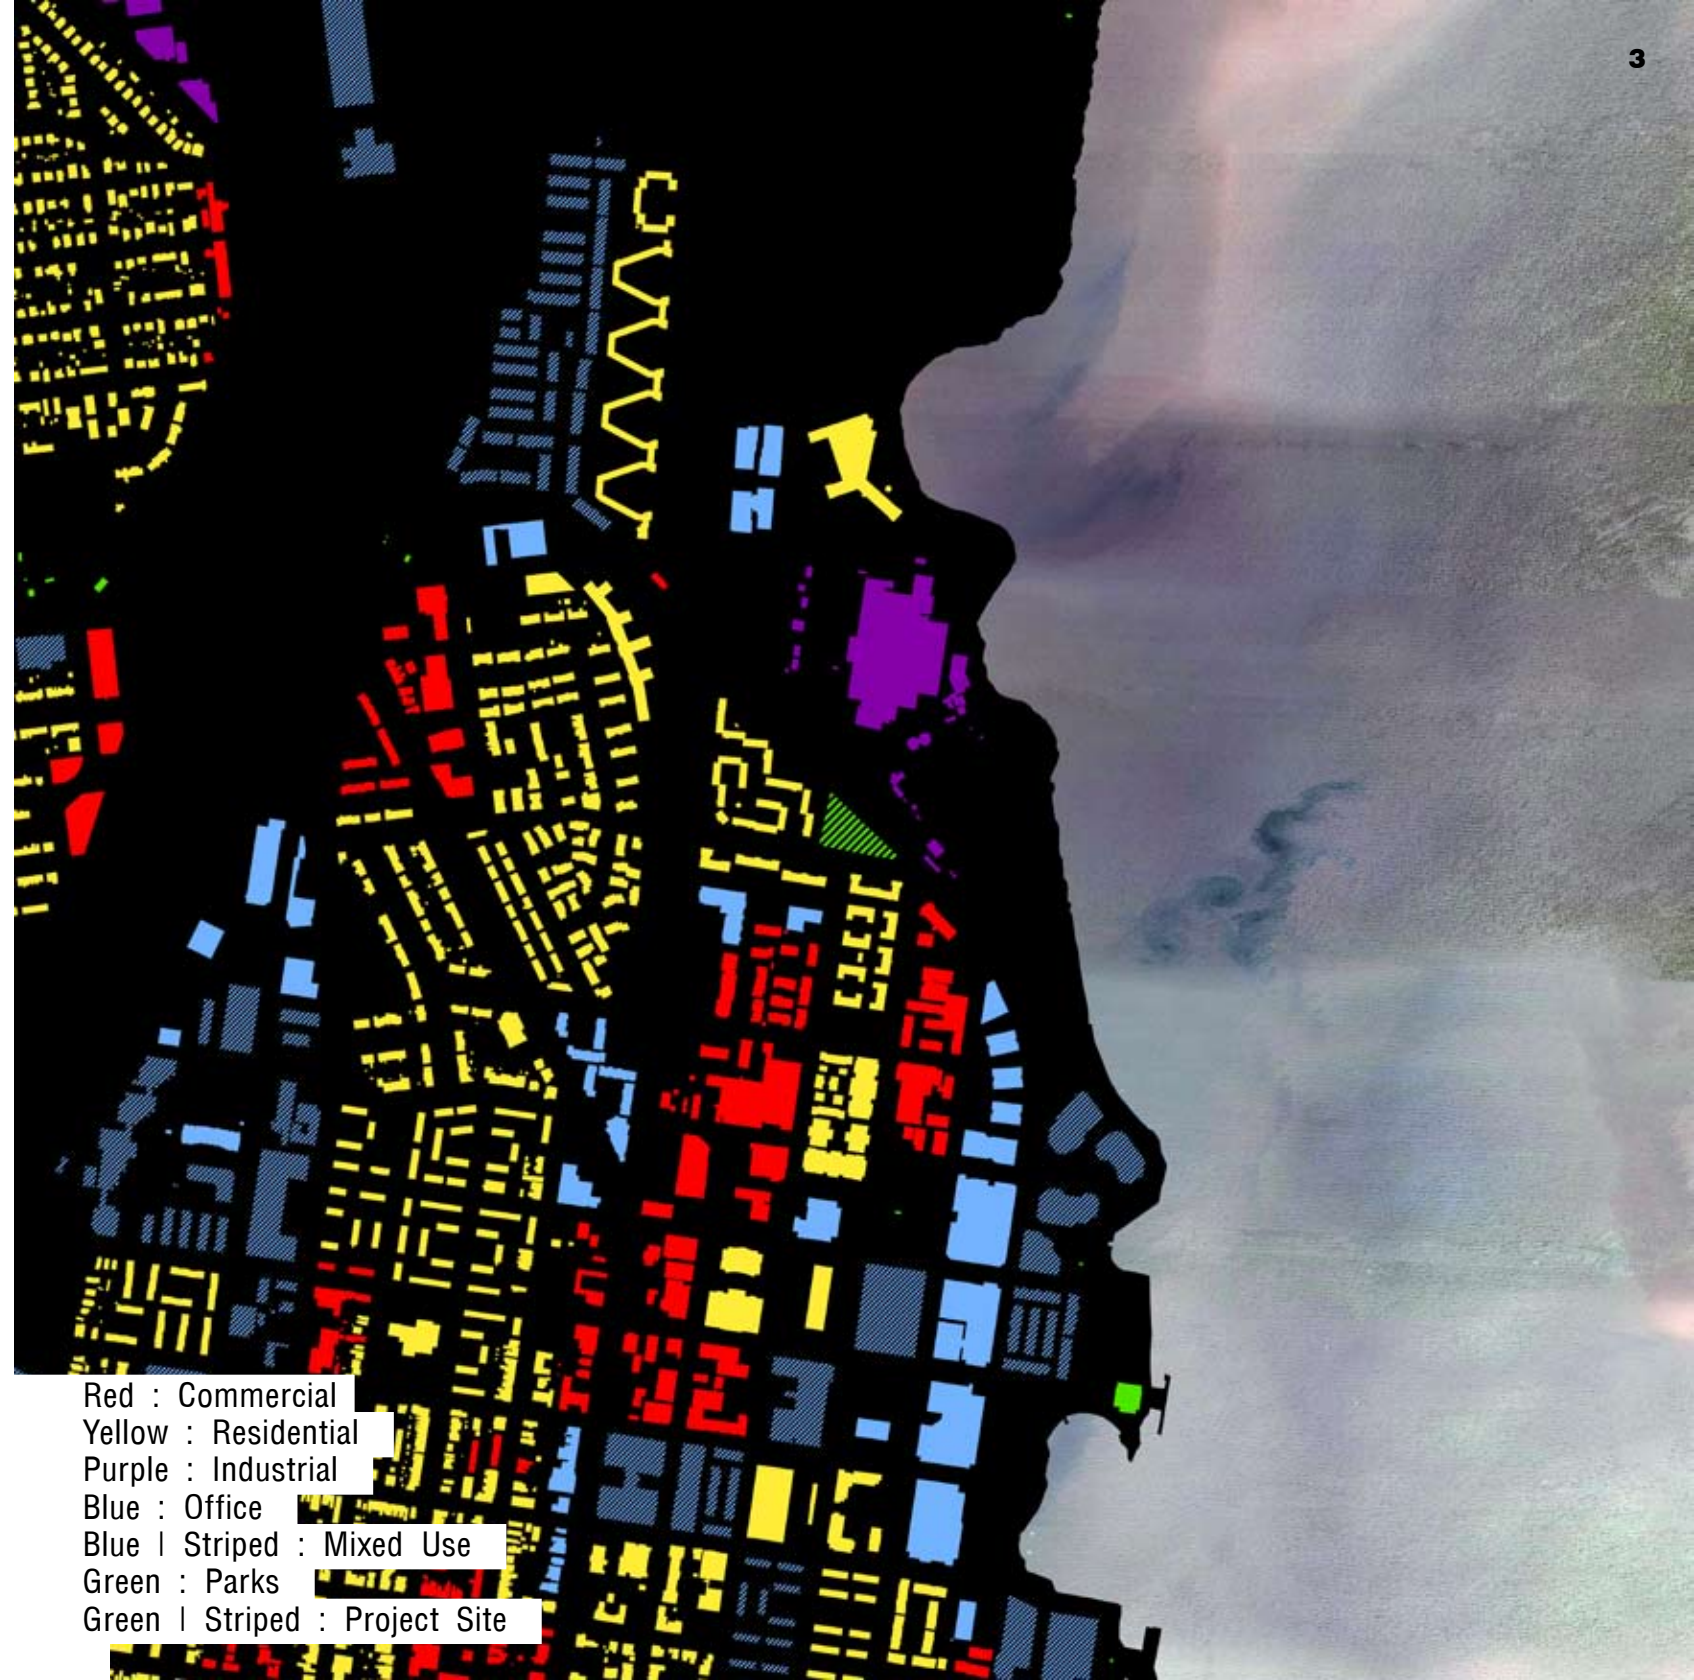 3
Red : Commercial
Yellow : Residential
Purple : Industrial
Blue : Office
Blue | Striped : Mixed Use
Green : Parks
Green | Striped : Project Site